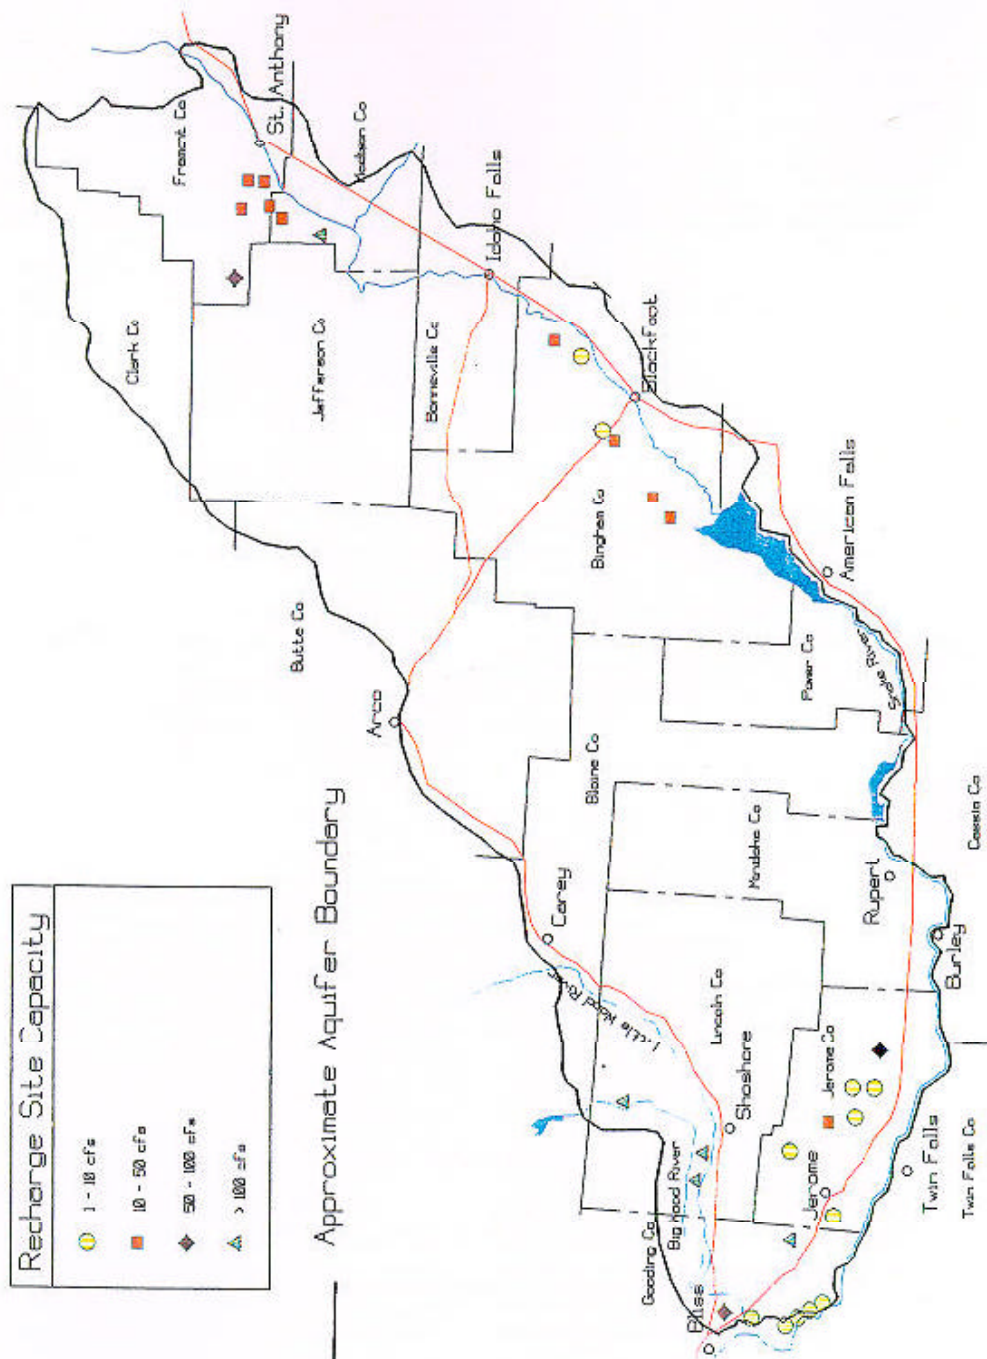 Recharge Site Capacity
1 - 10 cfs
10 - 50 cfs
50 - 100 cfs
> 100 cfs
Approximate Aquifer Boundary
St. Anthony
Fremont Co
Madison Co
Clark Co
Jefferson Co
Idaho Falls
Bonneville Co
Blackfoot
Bingham Co
Butte Co
Arco
American Falls
Power Co
Snake River
Blaine Co
Minidoka Co
Carey
Rupert
Cassia Co
Burley
Little Wood River
Lincoln Co
Shoshone
Jerome Co
Jerome
Twin Falls
Twin Falls Co
Big Wood River
Gooding Co
Bliss